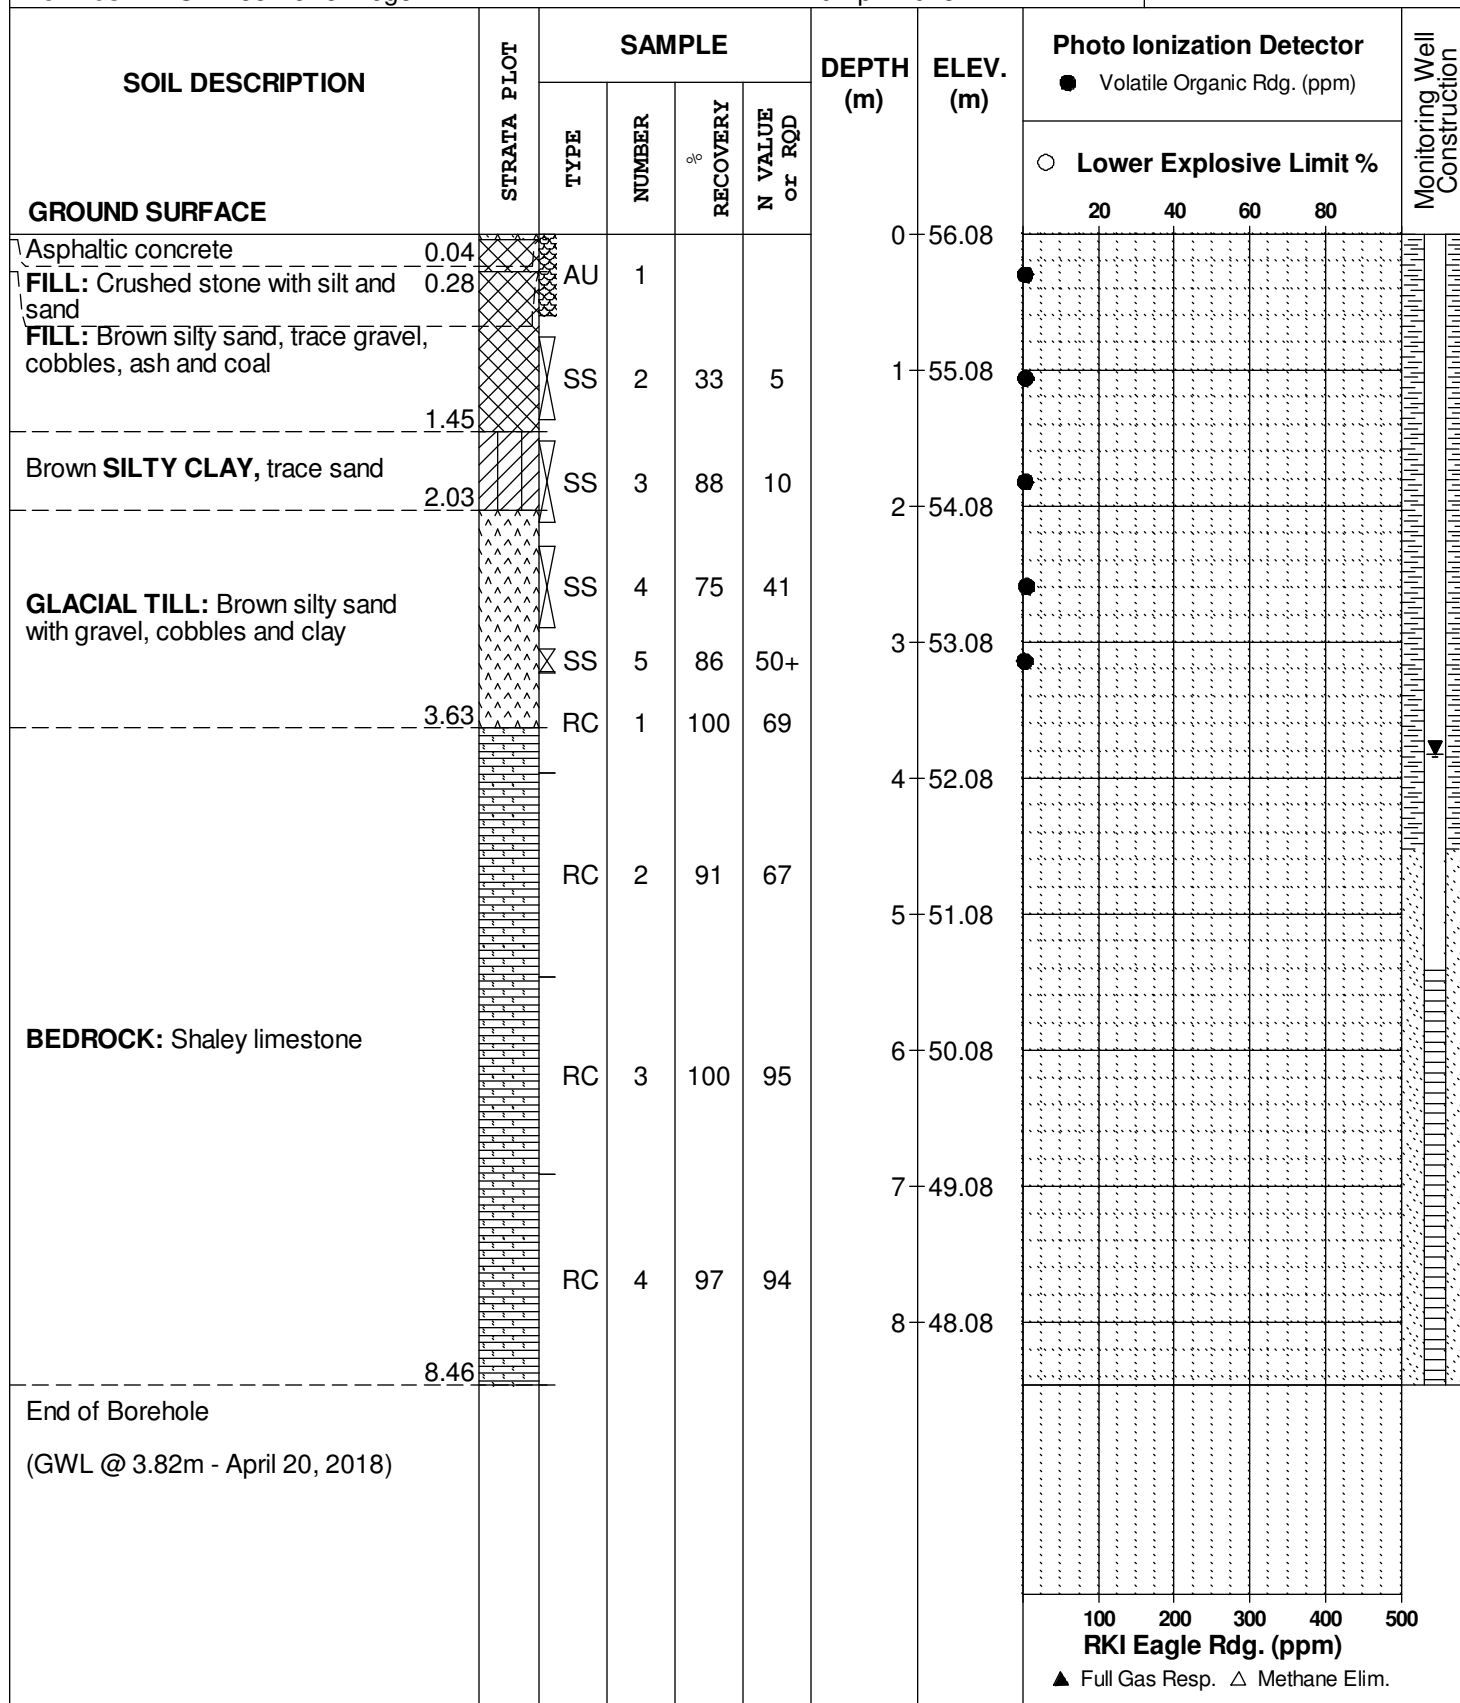 SOIL DESCRIPTION
GROUND SURFACE
STRATA PLOT
SAMPLE
TYPE
NUMBER
% RECOVERY
N VALUE or RQD
DEPTH (m)
ELEV. (m)
Photo Ionization Detector
● Volatile Organic Rdg. (ppm)
○ Lower Explosive Limit %
20 40 60 80
Monitoring Well Construction
Asphaltic concrete 0.04
FILL: Crushed stone with silt and 0.28
sand
FILL: Brown silty sand, trace gravel,
cobbles, ash and coal
1.45
Brown SILTY CLAY, trace sand
2.03
GLACIAL TILL: Brown silty sand
with gravel, cobbles and clay
3.63
BEDROCK: Shaley limestone
8.46
End of Borehole
(GWL @ 3.82m - April 20, 2018)
AU 1
SS 2 33 5
SS 3 88 10
SS 4 75 41
SS 5 86 50+
RC 1 100 69
RC 2 91 67
RC 3 100 95
RC 4 97 94
0 56.08
1 55.08
2 54.08
3 53.08
4 52.08
5 51.08
6 50.08
7 49.08
8 48.08
100 200 300 400 500
RKI Eagle Rdg. (ppm)
▲ Full Gas Resp. △ Methane Elim.